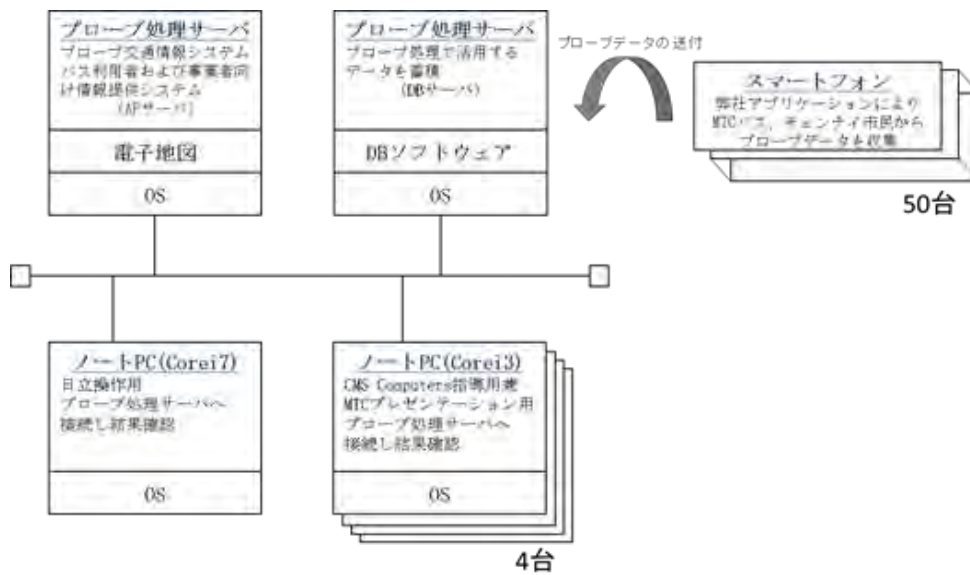 プローブ処理サーバ
プローブ交通情報システム
バス利用者および事業者向
け情報提供システム
(APサーバ)
電子地図
OS
プローブ処理サーバ
プローブ処理で活用する
データを蓄積
(DBサーバ)
DBソフトウェア
OS
プローブデータの送付
スマートフォン
弊社アプリケーションにより
MTCバス、チェンナイ市民から
プローブデータを収集
50台
ノートPC(Corei7)
日立操作用
プローブ処理サーバへ
接続し結果確認
OS
ノートPC(Corei3)
CMS Computers指導用兼
MTCプレゼンテーション用
プローブ処理サーバへ
接続し結果確認
OS
4台